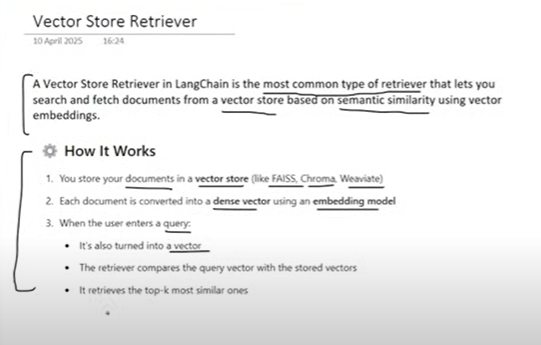 Vector Store Retriever
10 April 2025 16:24
A Vector Store Retriever in LangChain is the most common type of retriever that lets you
search and fetch documents from a vector store based on semantic similarity using vector
embeddings.
How It Works
1. You store your documents in a vector store (like FAISS, Chroma, Weaviate)
2. Each document is converted into a dense vector using an embedding model
3. When the user enters a query:
• It's also turned into a vector
• The retriever compares the query vector with the stored vectors
• It retrieves the top-k most similar ones